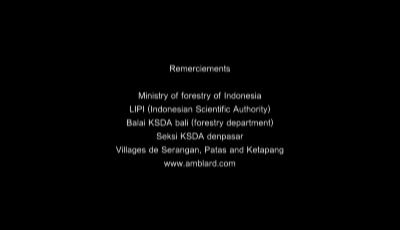 Remerciements
Ministry of forestry of Indonesia
LIPI (Indonesian Scientific Authority)
Balai KSDA bali (forestry department)
Seksi KSDA denpasar
Villages de Serangan, Patas and Ketapang
www.amblard.com